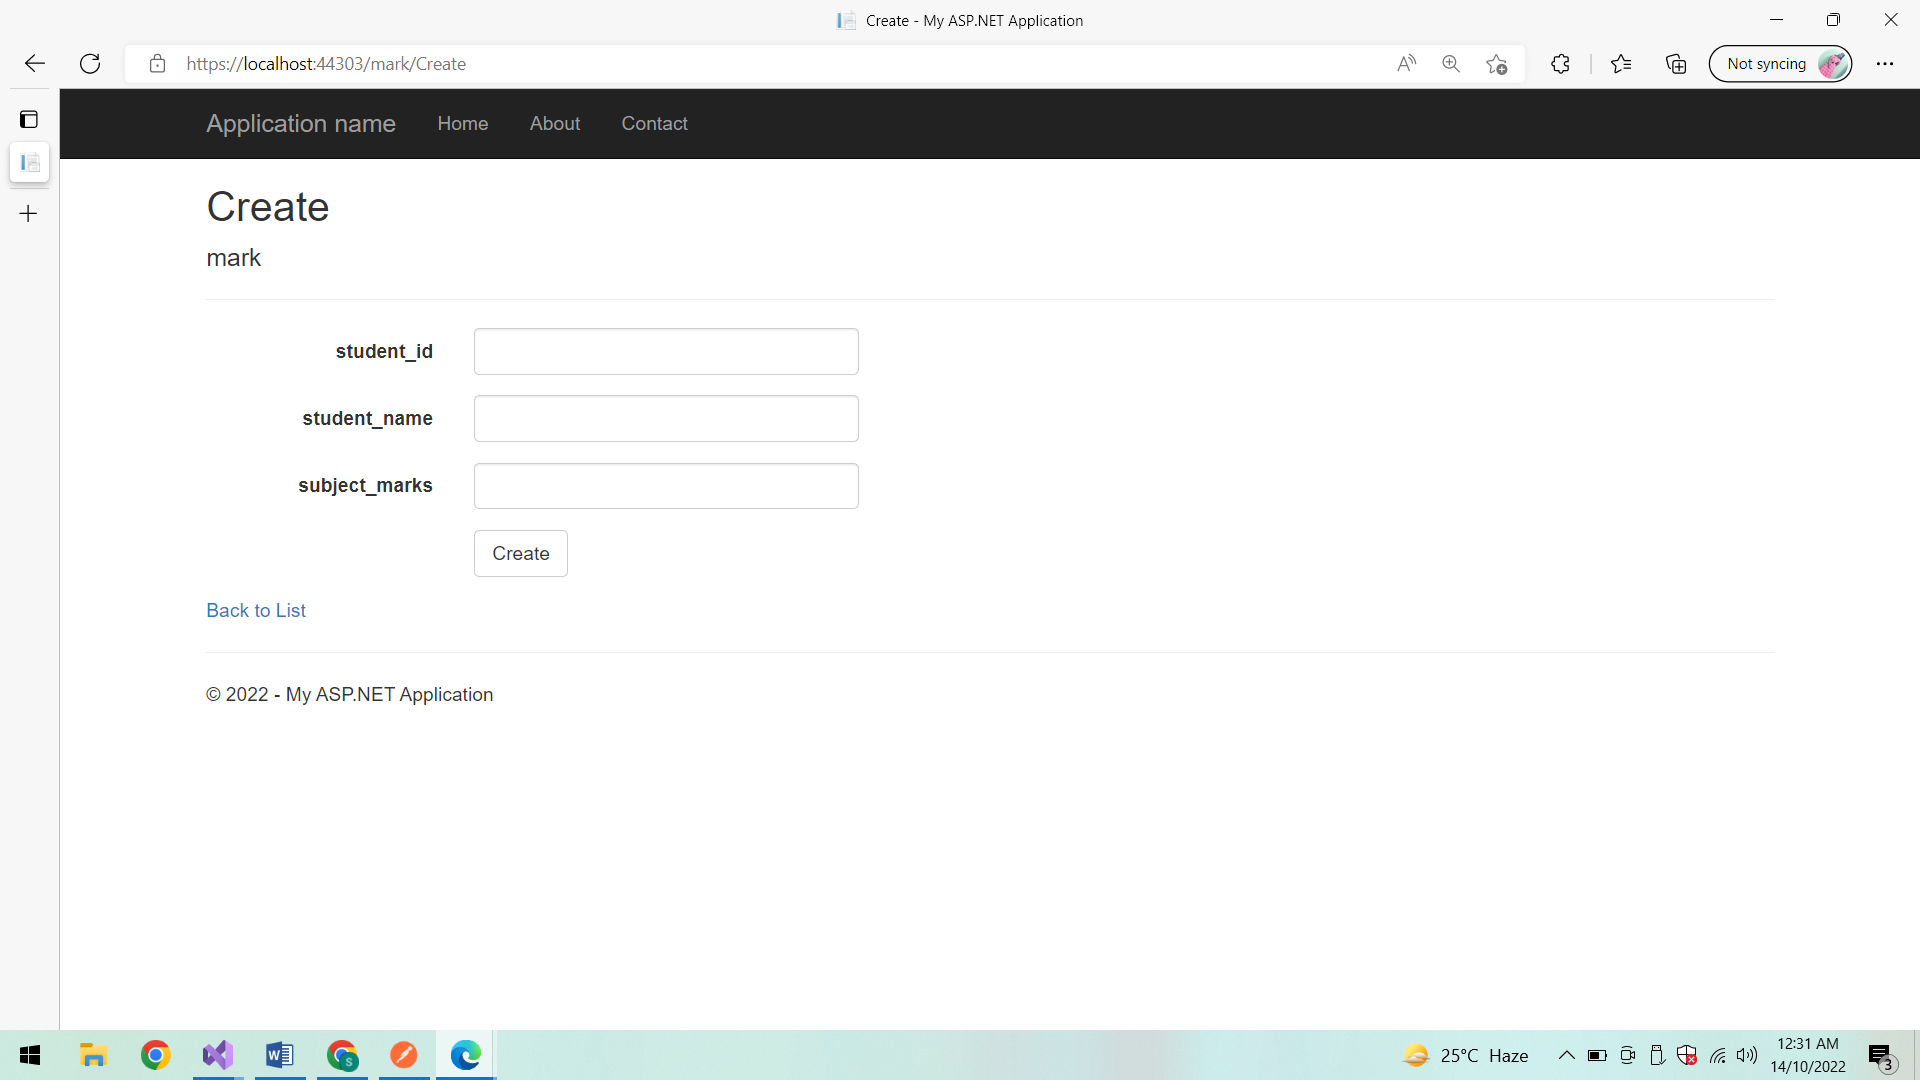 Create - My ASP.NET Application
https://localhost:44303/mark/Create
Not syncing
Application name Home About Contact
Create
mark
student_id
student_name
subject_marks
Create
Back to List
© 2022 - My ASP.NET Application
25°C Haze
12:31 AM
14/10/2022
3